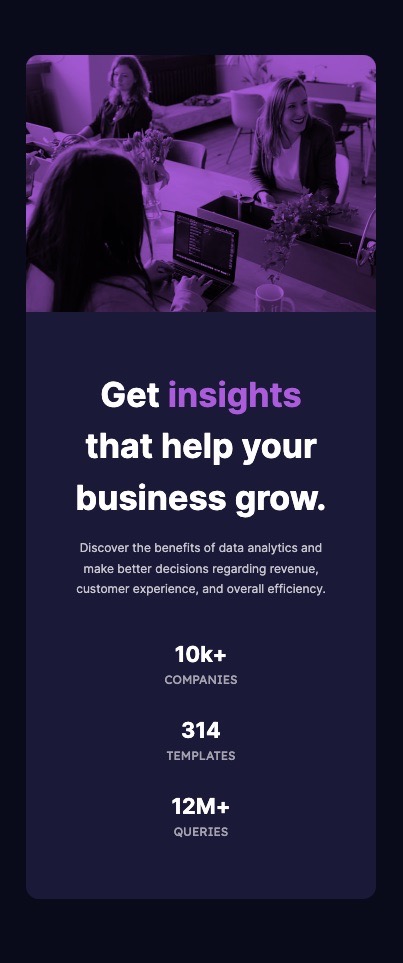 Get insights
that help your
business grow.
Discover the benefits of data analytics and
make better decisions regarding revenue,
customer experience, and overall efficiency.
10k+
COMPANIES
314
TEMPLATES
12M+
QUERIES